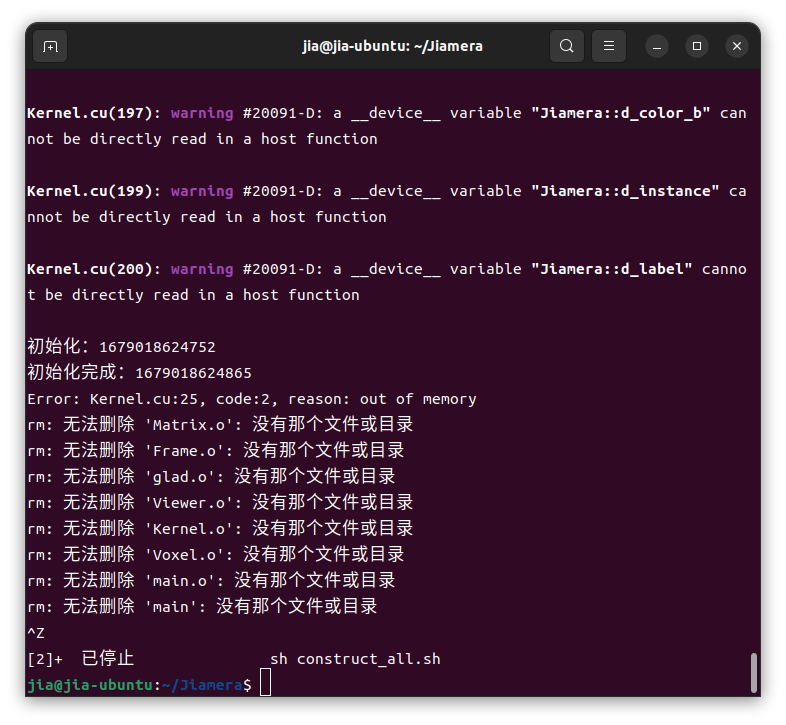 jia@jia-ubuntu: ~/Jiamera
Kernel.cu(197): warning #20091-D: a __device__ variable "Jiamera::d_color_b" can
not be directly read in a host function
Kernel.cu(199): warning #20091-D: a __device__ variable "Jiamera::d_instance" ca
nnot be directly read in a host function
Kernel.cu(200): warning #20091-D: a __device__ variable "Jiamera::d_label" canno
t be directly read in a host function
初始化：1679018624752
初始化完成：1679018624865
Error: Kernel.cu:25, code:2, reason: out of memory
rm: 无法删除 'Matrix.o': 没有那个文件或目录
rm: 无法删除 'Frame.o': 没有那个文件或目录
rm: 无法删除 'glad.o': 没有那个文件或目录
rm: 无法删除 'Viewer.o': 没有那个文件或目录
rm: 无法删除 'Kernel.o': 没有那个文件或目录
rm: 无法删除 'Voxel.o': 没有那个文件或目录
rm: 无法删除 'main.o': 没有那个文件或目录
rm: 无法删除 'main': 没有那个文件或目录
^Z
[2]+  已停止               sh construct_all.sh
jia@jia-ubuntu:~/Jiamera$